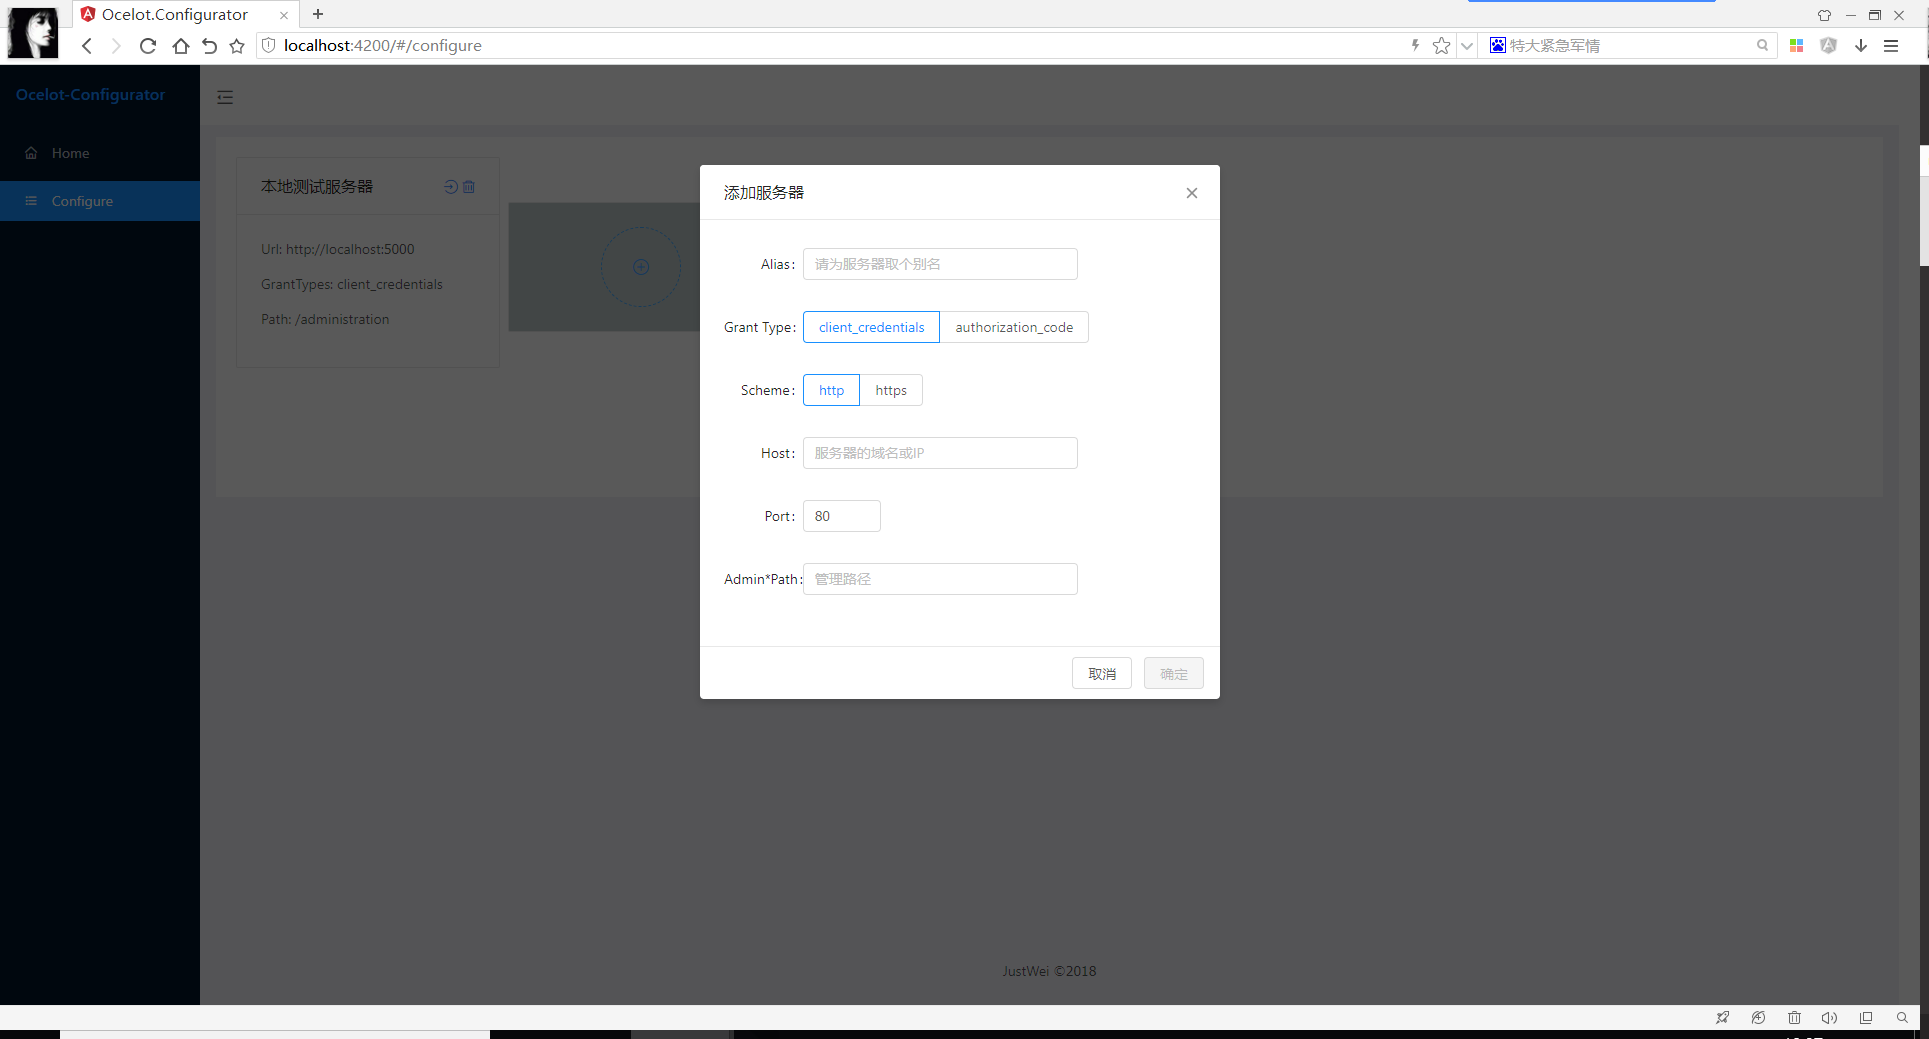 Ocelot.Configurator
localhost:4200/#/configure
特大紧急军情
Ocelot-Configurator
Home
Configure
本地测试服务器
Url: http://localhost:5000
GrantTypes: client_credentials
Path: /administration
添加服务器
Alias: 请为服务器取个别名
Grant Type: client_credentials authorization_code
Scheme: http https
Host: 服务器的域名或IP
Port: 80
Admin*Path: 管理路径
取消 确定
JustWei ©2018